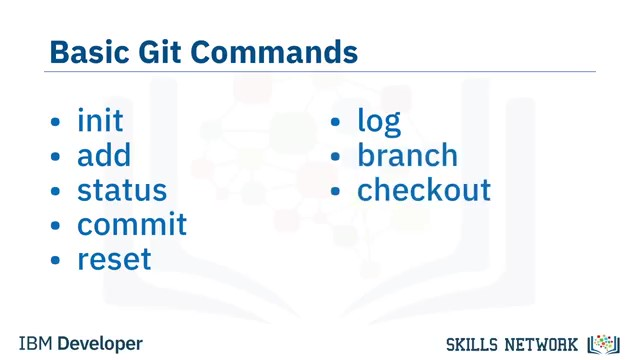 Basic Git Commands
• init
• add
• status
• commit
• reset
• log
• branch
• checkout
IBM Developer
SKILLS NETWORK